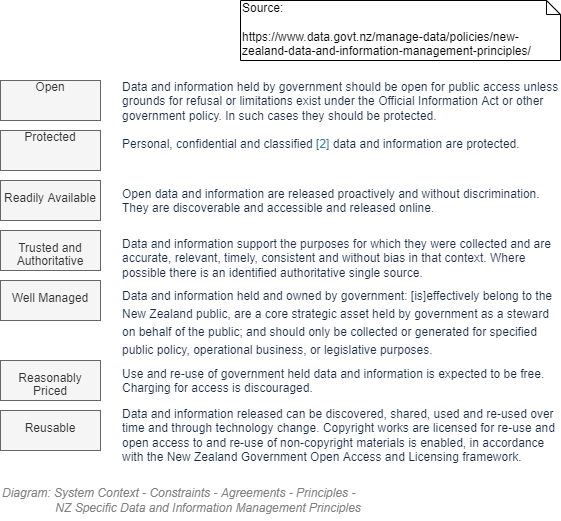 Source:
https://www.data.govt.nz/manage-data/policies/new-
zealand-data-and-information-management-principles/
Open
Data and information held by government should be open for public access unless
grounds for refusal or limitations exist under the Official Information Act or other
government policy. In such cases they should be protected.
Protected
Personal, confidential and classified [2] data and information are protected.
Readily Available
Open data and information are released proactively and without discrimination.
They are discoverable and accessible and released online.
Trusted and
Authoritative
Data and information support the purposes for which they were collected and are
accurate, relevant, timely, consistent and without bias in that context. Where
possible there is an identified authoritative single source.
Well Managed
Data and information held and owned by government: [is]effectively belong to the
New Zealand public, are a core strategic asset held by government as a steward
on behalf of the public; and should only be collected or generated for specified
public policy, operational business, or legislative purposes.
Reasonably
Priced
Use and re-use of government held data and information is expected to be free.
Charging for access is discouraged.
Reusable
Data and information released can be discovered, shared, used and re-used over
time and through technology change. Copyright works are licensed for re-use and
open access to and re-use of non-copyright materials is enabled, in accordance
with the New Zealand Government Open Access and Licensing framework.
Diagram: System Context - Constraints - Agreements - Principles -
NZ Specific Data and Information Management Principles